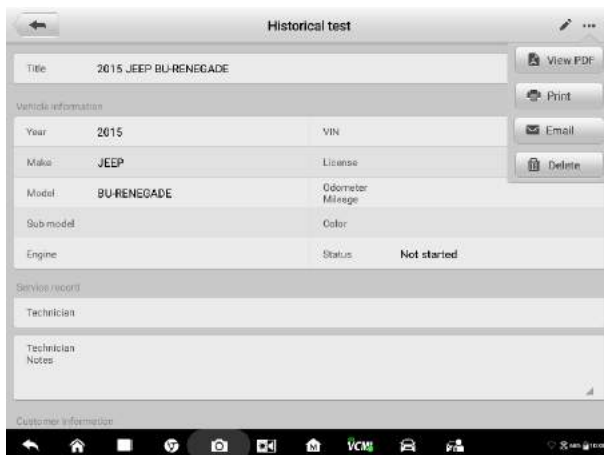 Historical test
Title 2015 JEEP BU-RENEGADE
View PDF
Print
Email
Delete
Vehicle information
Year 2015 VIN
Make JEEP License
Model BU-RENEGADE Odometer
Mileage
Sub model Color
Engine Status Not started
Service record
Technician
Technician
Notes
Customer information
VCMI